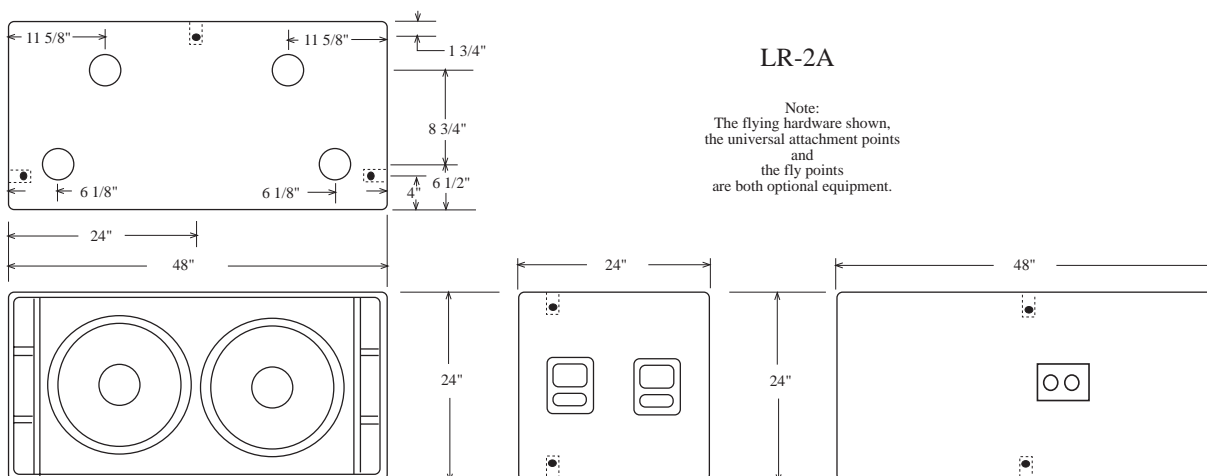 11 5/8"
11 5/8"
1 3/4"
8 3/4"
6 1/8"
6 1/8"
4"
6 1/2"
24"
48"
LR-2A
Note:
The flying hardware shown,
the universal attachment points
and
the fly points
are both optional equipment.
24"
48"
24"
24"